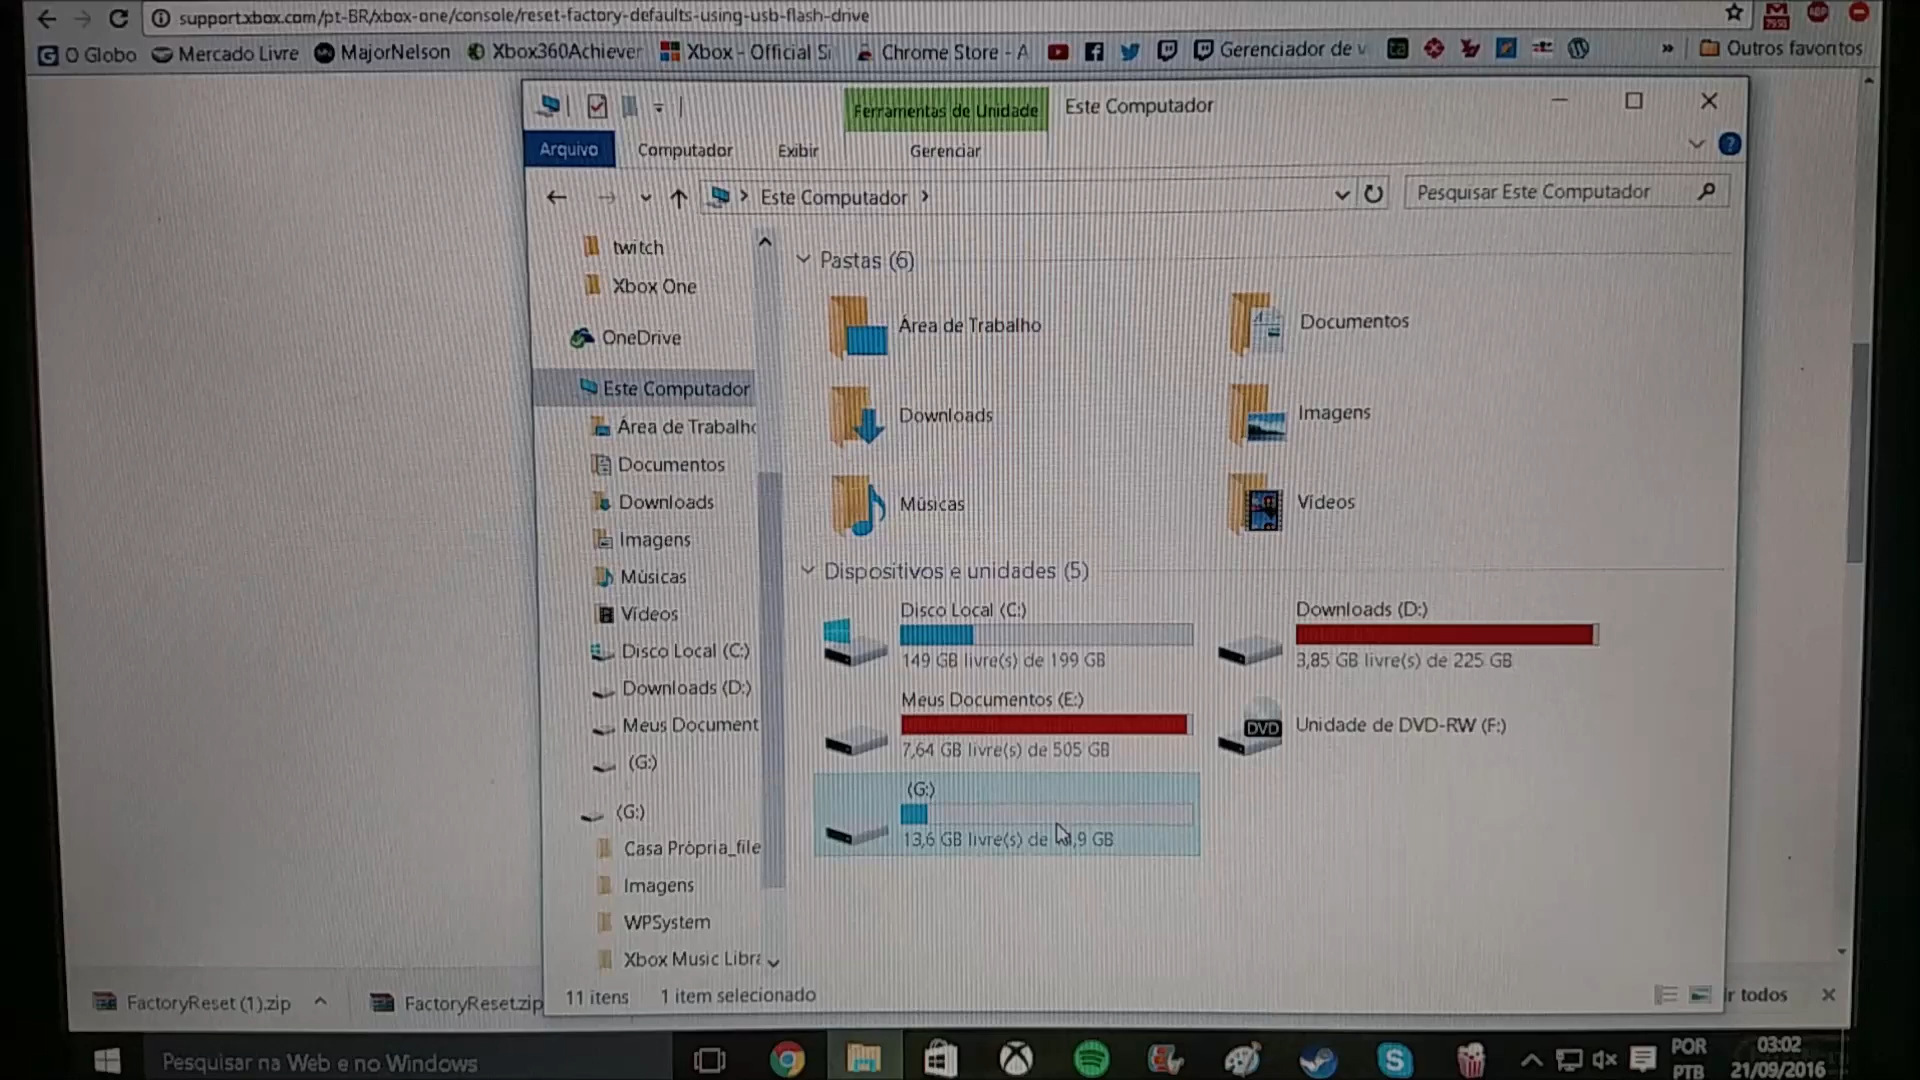 support.xbox.com/pt-BR/xbox-one/console/reset-factory-defaults-using-usb-flash-drive
O Globo Mercado Livre MajorNelson Xbox360Achiever Xbox - Official Si Chrome Store - A Gerenciador de v » Outros favoritos
Ferramentas de Unidade Este Computador
Arquivo Computador Exibir Gerenciar
Este Computador Pesquisar Este Computador
twitch
Xbox One
OneDrive
Este Computador
Área de Trabalho
Documentos
Downloads
Imagens
Músicas
Vídeos
Disco Local (C:)
Downloads (D:)
Meus Document
(G:)
(G:)
Casa Própria_file
Imagens
WPSystem
Xbox Music Libra
Pastas (6)
Área de Trabalho Documentos
Downloads Imagens
Músicas Vídeos
Dispositivos e unidades (5)
Disco Local (C:) Downloads (D:)
149 GB livre(s) de 199 GB 3,85 GB livre(s) de 225 GB
Meus Documentos (E:)
DVD Unidade de DVD-RW (F:)
7,64 GB livre(s) de 505 GB
(G:)
13,6 GB livre(s) de ,9 GB
11 itens 1 item selecionado
FactoryReset (1).zip FactoryReset.zip ir todos
Pesquisar na Web e no Windows
POR
PTB
03:02
21/09/2016